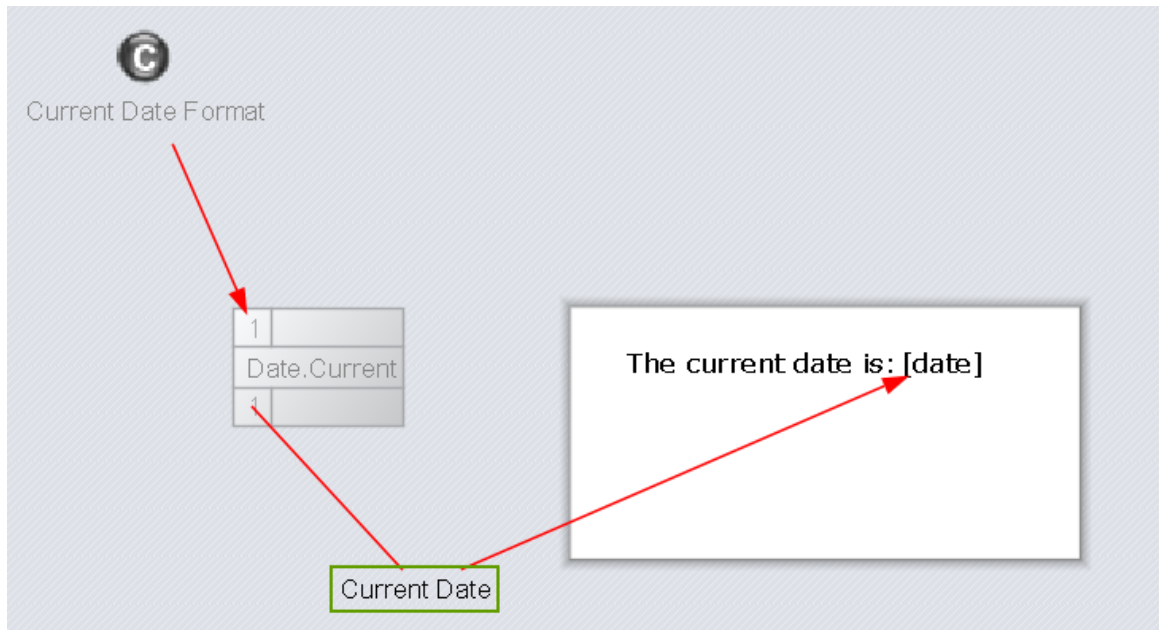 C
Current Date Format
1
Date.Current
1
The current date is: [date]
Current Date